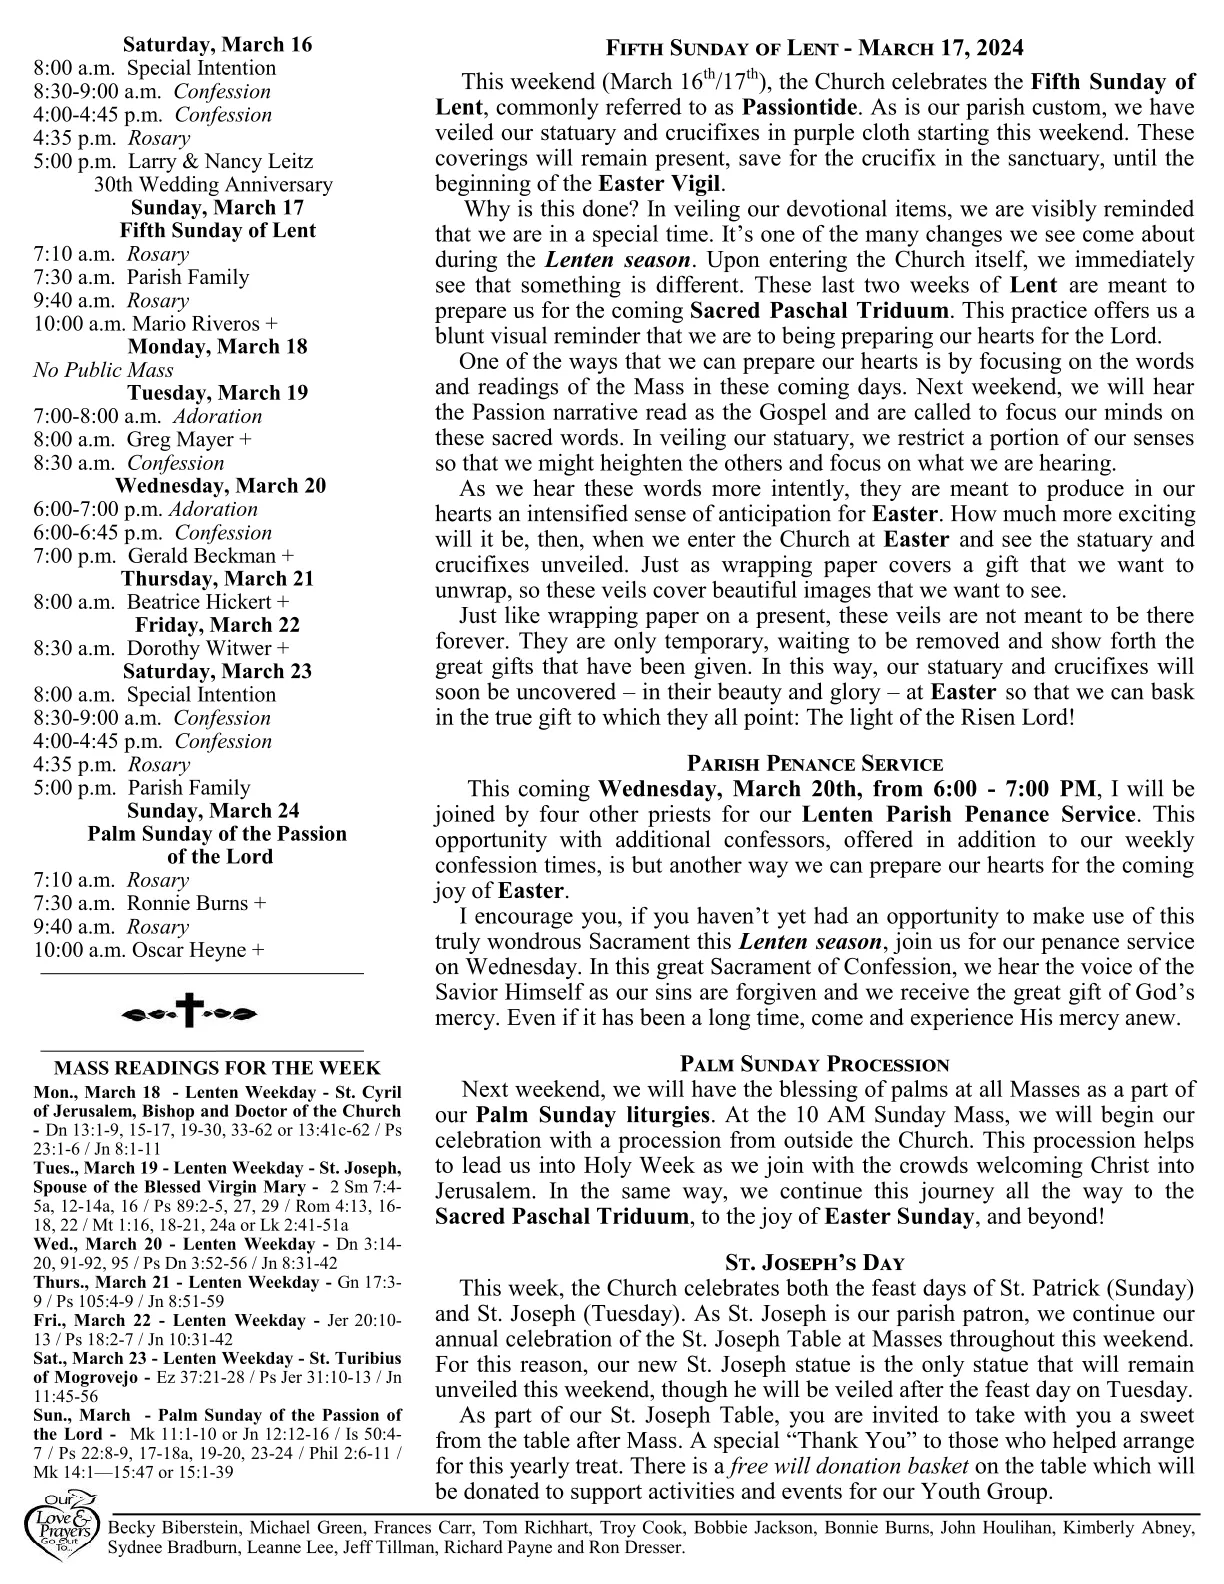 Saturday, March 16
8:00 a.m. Special Intention
8:30-9:00 a.m. Confession
4:00-4:45 p.m. Confession
4:35 p.m. Rosary
5:00 p.m. Larry & Nancy Leitz
30th Wedding Anniversary
Sunday, March 17
Fifth Sunday of Lent
7:10 a.m. Rosary
7:30 a.m. Parish Family
9:40 a.m. Rosary
10:00 a.m. Mario Riveros +
Monday, March 18
No Public Mass
Tuesday, March 19
7:00-8:00 a.m. Adoration
8:00 a.m. Greg Mayer +
8:30 a.m. Confession
Wednesday, March 20
6:00-7:00 p.m. Adoration
6:00-6:45 p.m. Confession
7:00 p.m. Gerald Beckman +
Thursday, March 21
8:00 a.m. Beatrice Hickert +
Friday, March 22
8:30 a.m. Dorothy Witwer +
Saturday, March 23
8:00 a.m. Special Intention
8:30-9:00 a.m. Confession
4:00-4:45 p.m. Confession
4:35 p.m. Rosary
5:00 p.m. Parish Family
Sunday, March 24
Palm Sunday of the Passion
of the Lord
7:10 a.m. Rosary
7:30 a.m. Ronnie Burns +
9:40 a.m. Rosary
10:00 a.m. Oscar Heyne +
MASS READINGS FOR THE WEEK
Mon., March 18 - Lenten Weekday - St. Cyril
of Jerusalem, Bishop and Doctor of the Church
- Dn 13:1-9, 15-17, 19-30, 33-62 or 13:41c-62 / Ps
23:1-6 / Jn 8:1-11
Tues., March 19 - Lenten Weekday - St. Joseph,
Spouse of the Blessed Virgin Mary - 2 Sm 7:4-
5a, 12-14a, 16 / Ps 89:2-5, 27, 29 / Rom 4:13, 16-
18, 22 / Mt 1:16, 18-21, 24a or Lk 2:41-51a
Wed., March 20 - Lenten Weekday - Dn 3:14-
20, 91-92, 95 / Ps Dn 3:52-56 / Jn 8:31-42
Thurs., March 21 - Lenten Weekday - Gn 17:3-
9 / Ps 105:4-9 / Jn 8:51-59
Fri., March 22 - Lenten Weekday - Jer 20:10-
13 / Ps 18:2-7 / Jn 10:31-42
Sat., March 23 - Lenten Weekday - St. Turibius
of Mogrovejo - Ez 37:21-28 / Ps Jer 31:10-13 / Jn
11:45-56
Sun., March - Palm Sunday of the Passion of
the Lord - Mk 11:1-10 or Jn 12:12-16 / Is 50:4-
7 / Ps 22:8-9, 17-18a, 19-20, 23-24 / Phil 2:6-11 /
Mk 14:1—15:47 or 15:1-39
FIFTH SUNDAY OF LENT - MARCH 17, 2024
This weekend (March 16th/17th), the Church celebrates the Fifth Sunday of
Lent, commonly referred to as Passiontide. As is our parish custom, we have
veiled our statuary and crucifixes in purple cloth starting this weekend. These
coverings will remain present, save for the crucifix in the sanctuary, until the
beginning of the Easter Vigil.
Why is this done? In veiling our devotional items, we are visibly reminded
that we are in a special time. It's one of the many changes we see come about
during the Lenten season. Upon entering the Church itself, we immediately
see that something is different. These last two weeks of Lent are meant to
prepare us for the coming Sacred Paschal Triduum. This practice offers us a
blunt visual reminder that we are to being preparing our hearts for the Lord.
One of the ways that we can prepare our hearts is by focusing on the words
and readings of the Mass in these coming days. Next weekend, we will hear
the Passion narrative read as the Gospel and are called to focus our minds on
these sacred words. In veiling our statuary, we restrict a portion of our senses
so that we might heighten the others and focus on what we are hearing.
As we hear these words more intently, they are meant to produce in our
hearts an intensified sense of anticipation for Easter. How much more exciting
will it be, then, when we enter the Church at Easter and see the statuary and
crucifixes unveiled. Just as wrapping paper covers a gift that we want to
unwrap, so these veils cover beautiful images that we want to see.
Just like wrapping paper on a present, these veils are not meant to be there
forever. They are only temporary, waiting to be removed and show forth the
great gifts that have been given. In this way, our statuary and crucifixes will
soon be uncovered – in their beauty and glory – at Easter so that we can bask
in the true gift to which they all point: The light of the Risen Lord!
PARISH PENANCE SERVICE
This coming Wednesday, March 20th, from 6:00 - 7:00 PM, I will be
joined by four other priests for our Lenten Parish Penance Service. This
opportunity with additional confessors, offered in addition to our weekly
confession times, is but another way we can prepare our hearts for the coming
joy of Easter.
I encourage you, if you haven't yet had an opportunity to make use of this
truly wondrous Sacrament this Lenten season, join us for our penance service
on Wednesday. In this great Sacrament of Confession, we hear the voice of the
Savior Himself as our sins are forgiven and we receive the great gift of God's
mercy. Even if it has been a long time, come and experience His mercy anew.
PALM SUNDAY PROCESSION
Next weekend, we will have the blessing of palms at all Masses as a part of
our Palm Sunday liturgies. At the 10 AM Sunday Mass, we will begin our
celebration with a procession from outside the Church. This procession helps
to lead us into Holy Week as we join with the crowds welcoming Christ into
Jerusalem. In the same way, we continue this journey all the way to the
Sacred Paschal Triduum, to the joy of Easter Sunday, and beyond!
ST. JOSEPH'S DAY
This week, the Church celebrates both the feast days of St. Patrick (Sunday)
and St. Joseph (Tuesday). As St. Joseph is our parish patron, we continue our
annual celebration of the St. Joseph Table at Masses throughout this weekend.
For this reason, our new St. Joseph statue is the only statue that will remain
unveiled this weekend, though he will be veiled after the feast day on Tuesday.
As part of our St. Joseph Table, you are invited to take with you a sweet
from the table after Mass. A special “Thank You” to those who helped arrange
for this yearly treat. There is a free will donation basket on the table which will
be donated to support activities and events for our Youth Group.
Our
Love &
Prayers
Go Out
To...
Becky Biberstein, Michael Green, Frances Carr, Tom Richhart, Troy Cook, Bobbie Jackson, Bonnie Burns, John Houlihan, Kimberly Abney,
Sydnee Bradburn, Leanne Lee, Jeff Tillman, Richard Payne and Ron Dresser.